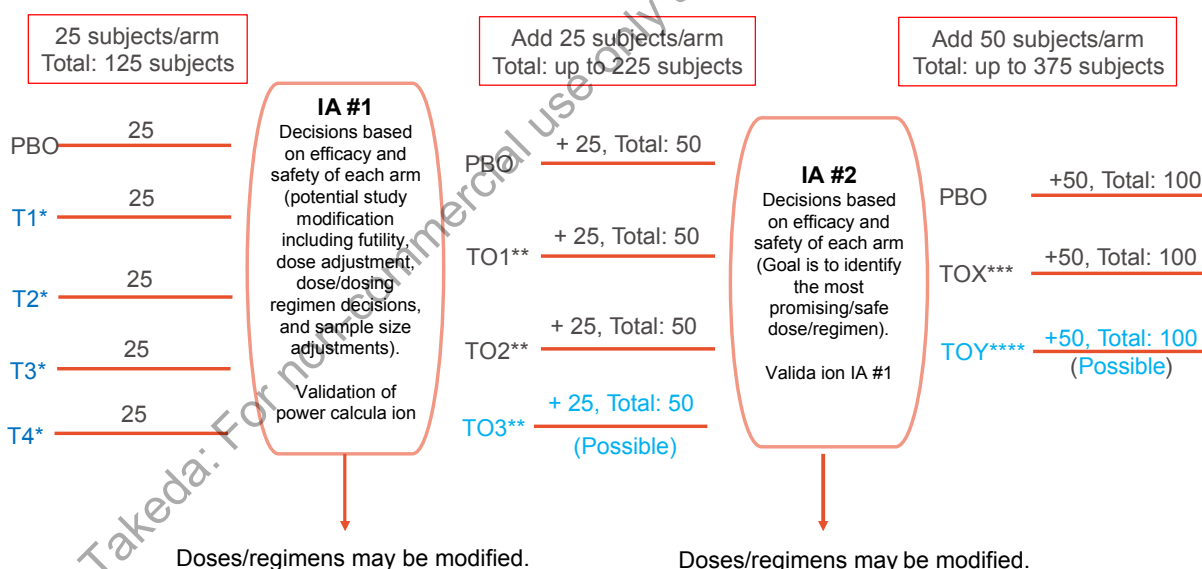 25 subjects/arm
Total: 125 subjects
PBO
25
T1*
25
T2*
25
T3*
25
T4*
25
IA #1
Decisions based
on efficacy and
safety of each arm
(potential study
modification
including futility,
dose adjustment,
dose/dosing
regimen decisions,
and sample size
adjustments).
Validation of
power calcula ion
Doses/regimens may be modified.
Add 25 subjects/arm
Total: up to 225 subjects
PBO
+ 25, Total: 50
TO1**
+ 25, Total: 50
TO2**
+ 25, Total: 50
TO3**
+ 25, Total: 50
(Possible)
IA #2
Decisions based
on efficacy and
safety of each arm
(Goal is to identify
the most
promising/safe
dose/regimen).
Valida ion IA #1
Doses/regimens may be modified.
Add 50 subjects/arm
Total: up to 375 subjects
PBO
+50, Total: 100
TOX***
+50, Total: 100
TOY****
+50, Total: 100
(Possible)
Takeda: For non-commercial use only